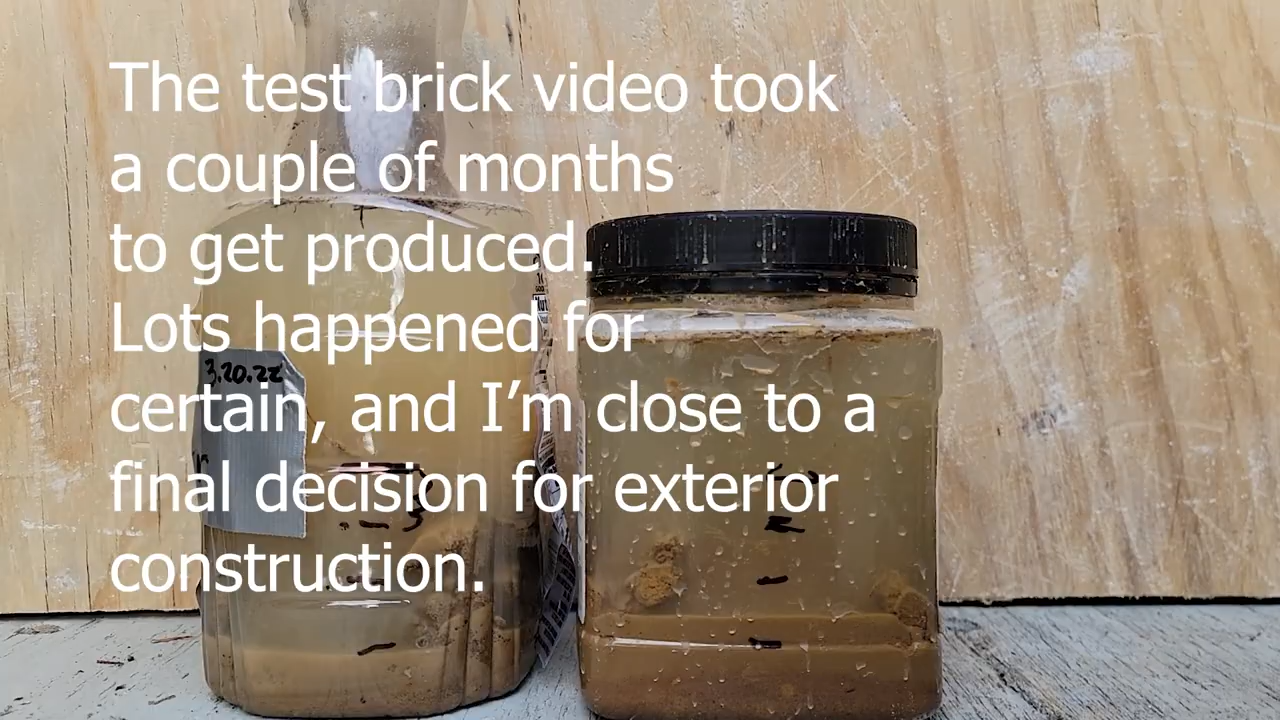 The test brick video took
a couple of months
to get produced.
Lots happened for
certain, and I’m close to a
final decision for exterior
construction.
3.20.22